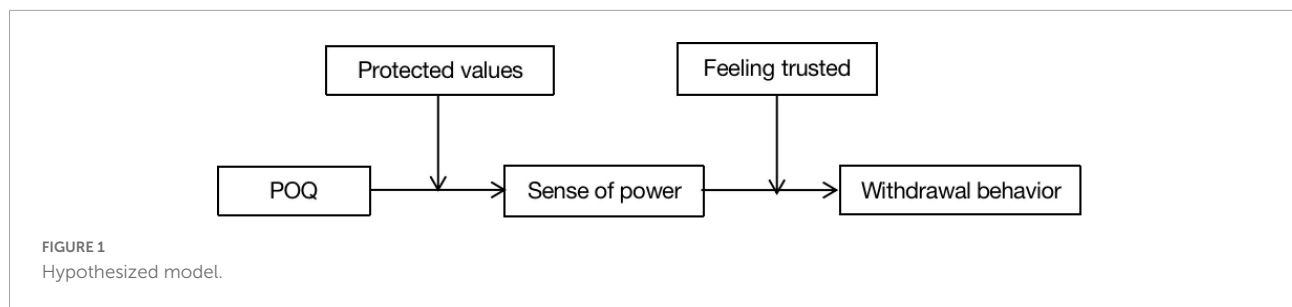 Protected values
Feeling trusted
POQ
Sense of power
Withdrawal behavior
FIGURE 1
Hypothesized model.